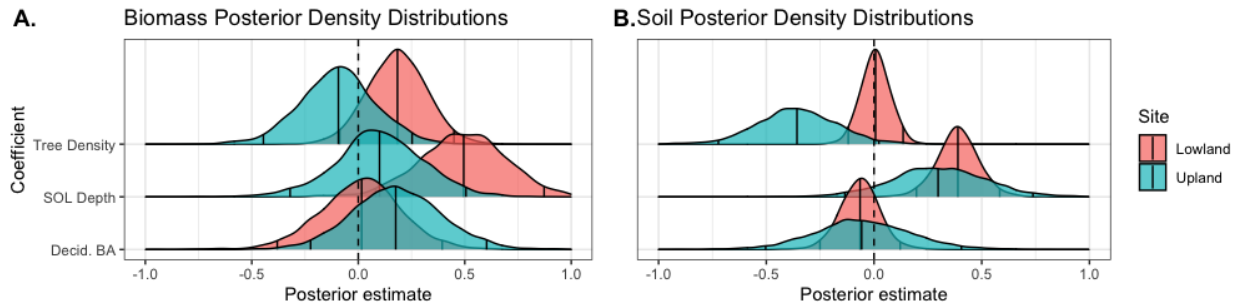 A. Biomass Posterior Density Distributions
B. Soil Posterior Density Distributions
Coefficient
Tree Density
SOL Depth
Decid. BA
-1.0 -0.5 0.0 0.5 1.0
Posterior estimate
-1.0 -0.5 0.0 0.5 1.0
Posterior estimate
Site
Lowland
Upland